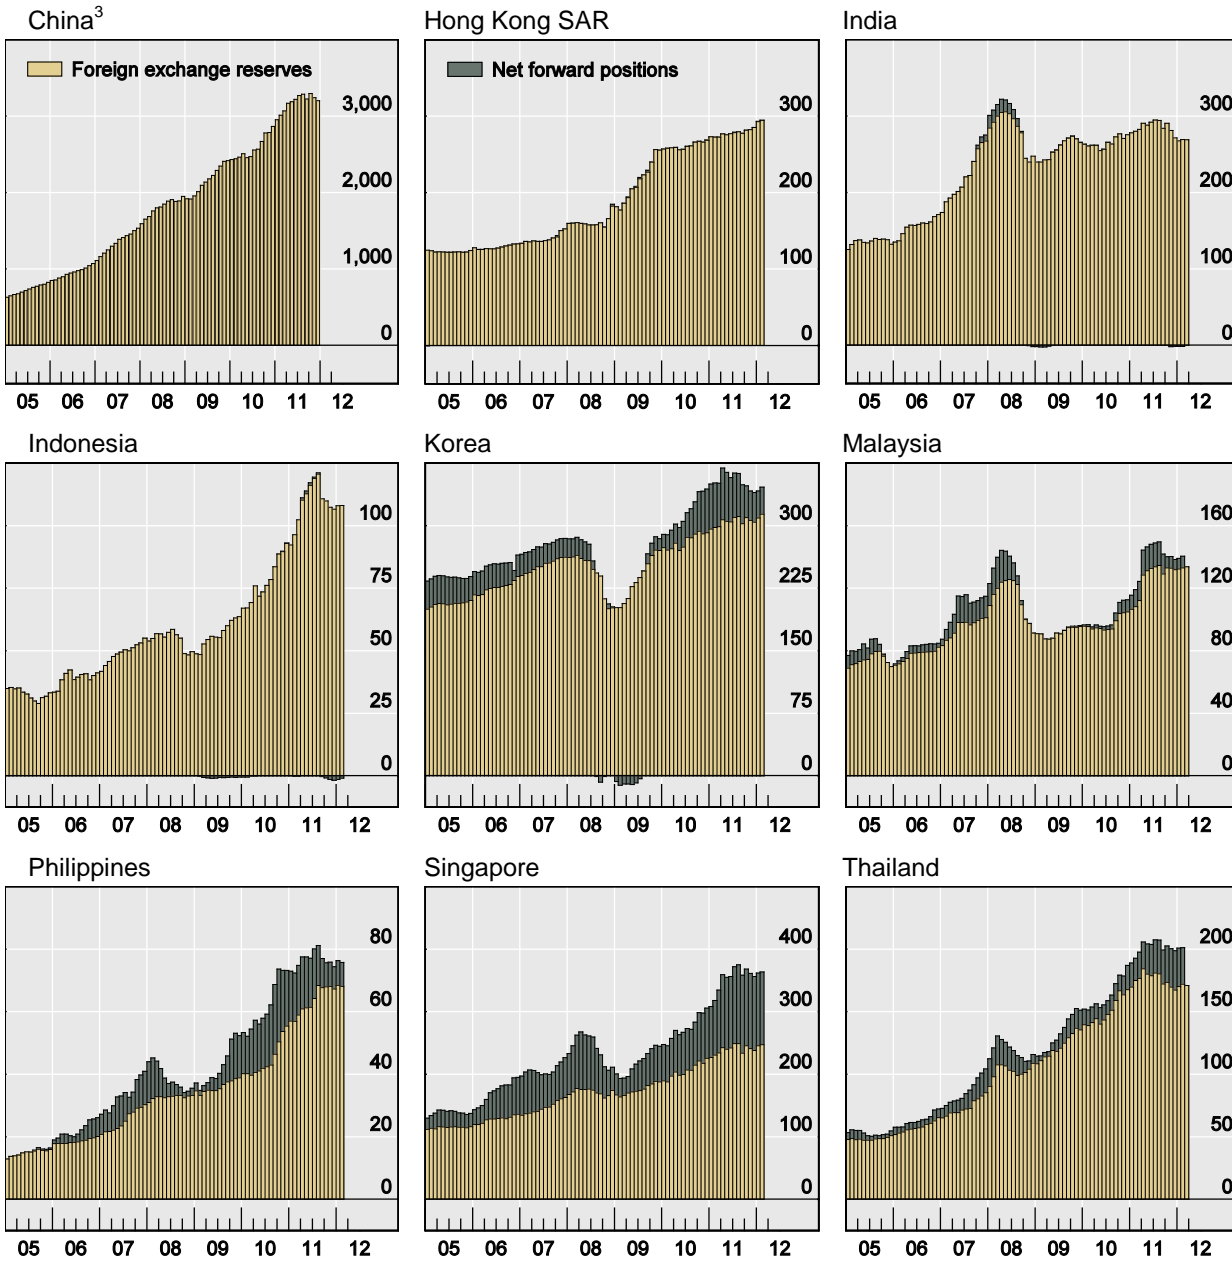 China3
Hong Kong SAR
India
Foreign exchange reserves
Net forward positions
3,000
2,000
1,000
0
300
200
100
0
300
200
100
0
05 06 07 08 09 10 11 12
05 06 07 08 09 10 11 12
05 06 07 08 09 10 11 12
Indonesia
Korea
Malaysia
100
75
50
25
0
300
225
150
75
0
160
120
80
40
0
05 06 07 08 09 10 11 12
05 06 07 08 09 10 11 12
05 06 07 08 09 10 11 12
Philippines
Singapore
Thailand
80
60
40
20
0
400
300
200
100
0
200
150
100
50
0
05 06 07 08 09 10 11 12
05 06 07 08 09 10 11 12
05 06 07 08 09 10 11 12